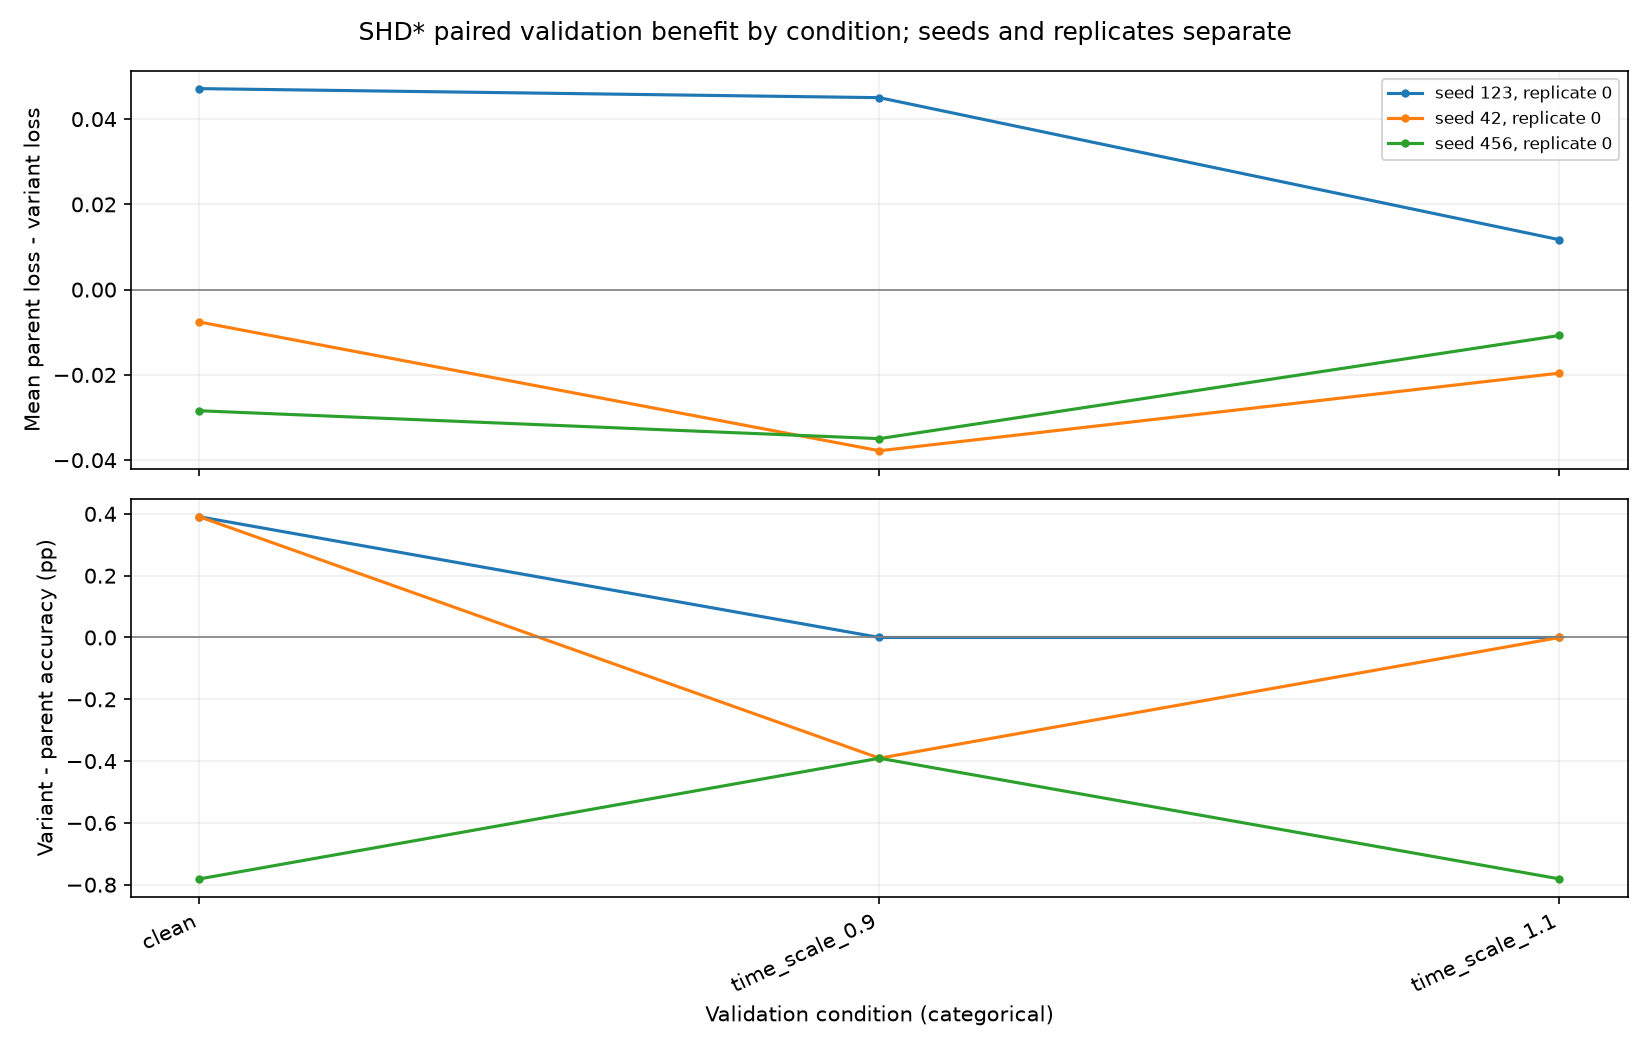 SHD* paired validation benefit by condition; seeds and replicates separate
Mean parent loss - variant loss
0.04
0.02
0.00
−0.02
−0.04
seed 123, replicate 0
seed 42, replicate 0
seed 456, replicate 0
Variant - parent accuracy (pp)
0.4
0.2
0.0
−0.2
−0.4
−0.6
−0.8
clean
time_scale_0.9
time_scale_1.1
Validation condition (categorical)